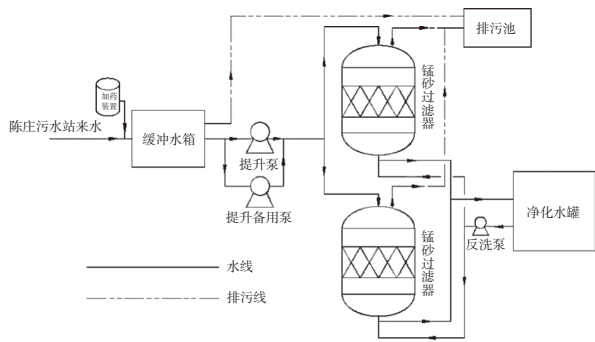 排污池
加药
装置
锰砂过滤器
陈庄污水站来水
缓冲水箱
提升泵
提升备用泵
净化水罐
反洗泵
锰砂过滤器
水线
排污线